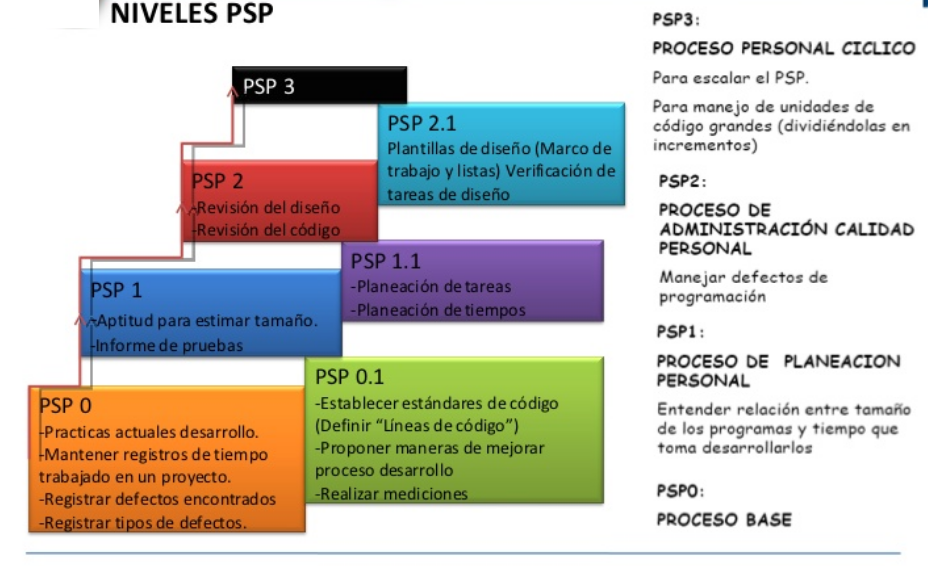 NIVELES PSP
PSP 3
PSP 2.1
Plantillas de diseño (Marco de
trabajo y listas) Verificación de
tareas de diseño
PSP 2
-Revisión del diseño
-Revisión del código
PSP 1.1
-Planeación de tareas
-Planeación de tiempos
PSP 1
-Aptitud para estimar tamaño.
-Informe de pruebas
PSP 0.1
-Establecer estándares de código
(Definir “Líneas de código”)
-Proponer maneras de mejorar
proceso desarrollo
-Realizar mediciones
PSP 0
-Practicas actuales desarrollo.
-Mantener registros de tiempo
trabajado en un proyecto.
-Registrar defectos encontrados
-Registrar tipos de defectos.
PSP3:
PROCESO PERSONAL CICLICO
Para escalar el PSP.
Para manejo de unidades de
código grandes (dividiéndolas en
incrementos)
PSP2:
PROCESO DE
ADMINISTRACIÓN CALIDAD
PERSONAL
Manejar defectos de
programación
PSP1:
PROCESO DE PLANEACION
PERSONAL
Entender relación entre tamaño
de los programas y tiempo que
toma desarrollarlos
PSP0:
PROCESO BASE